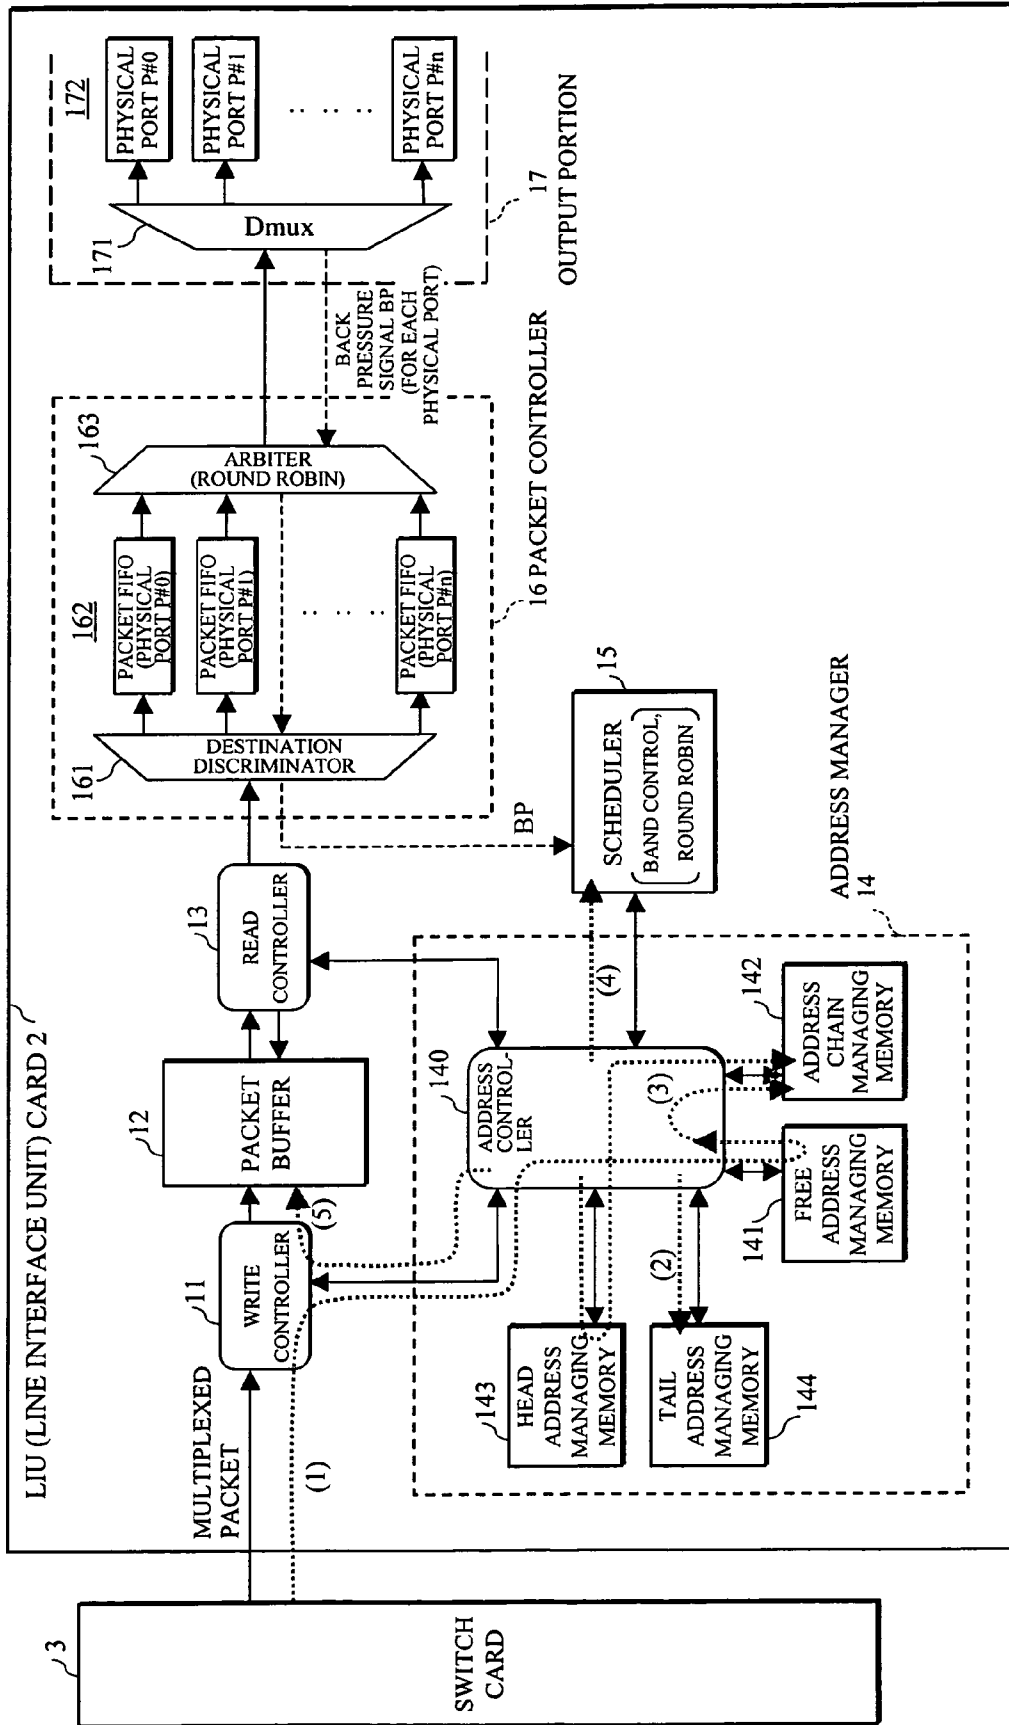 LIU (LINE INTERFACE UNIT) CARD 2
3
SWITCH
CARD
MULTIPLEXED
PACKET
(1)
11
WRITE
CONTROLLER
(5)
12
PACKET
BUFFER
13
READ
CONTROLLER
161
DESTINATION
DISCRIMINATOR
162
PACKET FIFO
(PHYSICAL
PORT P#0)
PACKET FIFO
(PHYSICAL
PORT P#1)
PACKET FIFO
(PHYSICAL
PORT P#n)
163
ARBITER
(ROUND ROBIN)
16 PACKET CONTROLLER
BACK
PRESSURE
SIGNAL BP
(FOR EACH
PHYSICAL PORT)
171
Dmux
172
PHYSICAL
PORT P#0
PHYSICAL
PORT P#1
PHYSICAL
PORT P#n
17
OUTPUT PORTION
BP
15
SCHEDULER
BAND CONTROL,
ROUND ROBIN
ADDRESS MANAGER
14
140
ADDRESS
CONTROL-
LER
(4)
(3)
(2)
143
HEAD
ADDRESS
MANAGING
MEMORY
TAIL
ADDRESS
MANAGING
MEMORY
144
141
FREE
ADDRESS
MANAGING
MEMORY
142
ADDRESS
CHAIN
MANAGING
MEMORY